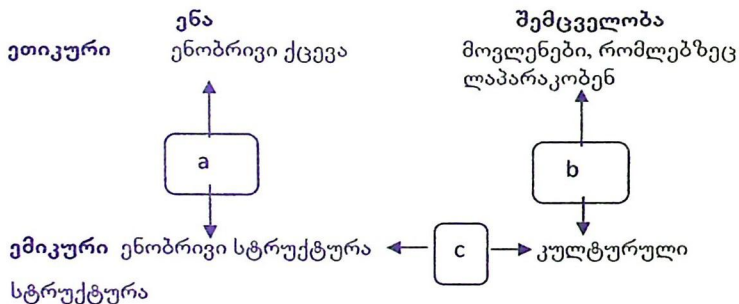 ენა შემცველობა
ეთიკური ენობრივი ქცევა მოვლენები, რომლებზეც
ლაპარაკობენ
a
b
ემიკური ენობრივი სტრუქტურა c კულტურული
სტრუქტურა